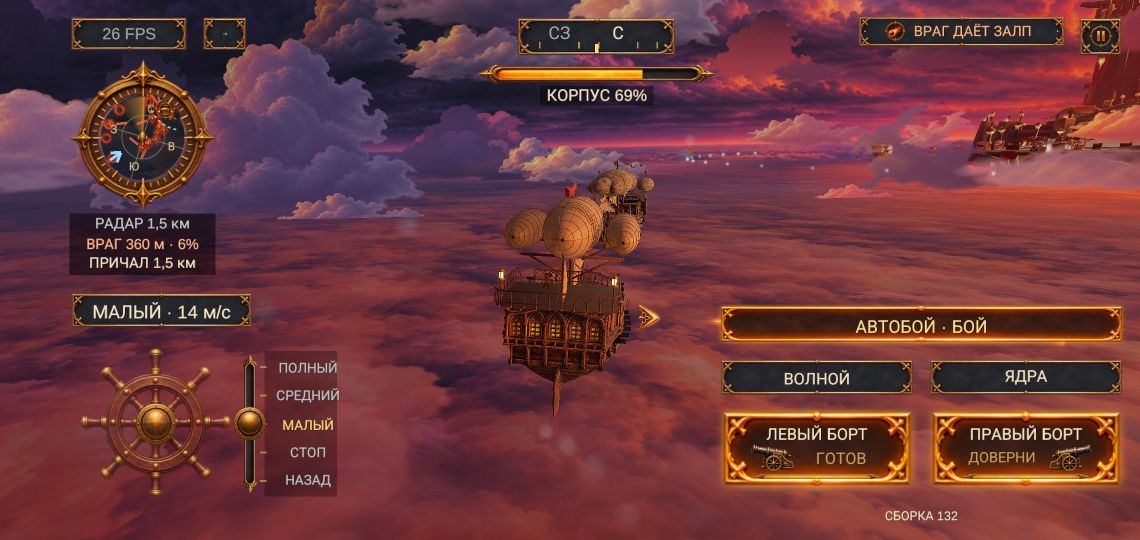 26 FPS
СЗ С
ВРАГ ДАЁТ ЗАЛП
КОРПУС 69%
С
З
В
Ю
РАДАР 1,5 км
ВРАГ 360 м · 6%
ПРИЧАЛ 1,5 км
МАЛЫЙ · 14 м/с
ПОЛНЫЙ
СРЕДНИЙ
МАЛЫЙ
СТОП
НАЗАД
АВТОБОЙ · БОЙ
ВОЛНОЙ
ЯДРА
ЛЕВЫЙ БОРТ
ГОТОВ
ПРАВЫЙ БОРТ
ДОВЕРНИ
СБОРКА 132